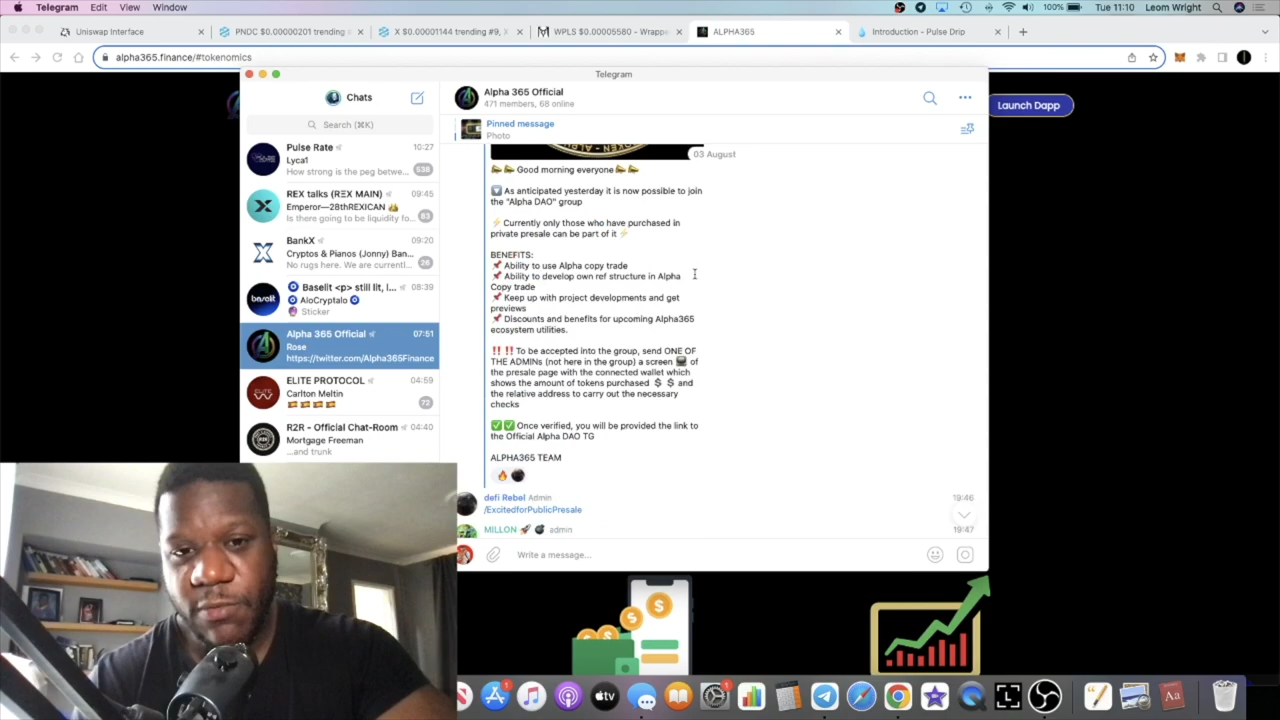 Telegram Edit View Window
100% Tue 11:10 Leom Wright
Uniswap Interface
PNDC $0.00000201 trending
X $0.00001144 trending #9, X
WPLS $0.00005580 - Wrappe
ALPHA365
Introduction - Pulse Drip
alpha365.finance/#tokenomics
Telegram
Launch Dapp
Chats
Search (⌘K)
Pulse Rate 10:27
Lyca1
How strong is the peg betwe... 538
REX talks (REX MAIN) 09:45
Emperor—28thREXICAN
Is there going to be liquidity fo... 83
BankX 09:20
Cryptos & Pianos (Jonny) Ban...
No rugs here. We are currentl... 26
Baselit <p> still lit, l... 08:39
AloCryptalo
Sticker
baselit
Alpha 365 Official 07:51
Rose
https://twitter.com/Alpha365Finance
ELITE PROTOCOL 04:59
Carlton Meltin
72
R2R - Official Chat-Room 04:40
Mortgage Freeman
...and trunk
Alpha 365 Official
471 members, 68 online
Pinned message
Photo
03 August
Good morning everyone
As anticipated yesterday it is now possible to join
the "Alpha DAO" group
⚡Currently only those who have purchased in
private presale can be part of it ⚡
BENEFITS:
📌 Ability to use Alpha copy trade
📌 Ability to develop own ref structure in Alpha
Copy trade
📌 Keep up with project developments and get
previews
📌 Discounts and benefits for upcoming Alpha365
ecosystem utilities.
‼️ ‼️ To be accepted into the group, send ONE OF
THE ADMINs (not here in the group) a screen 🖥 of
the presale page with the connected wallet which
shows the amount of tokens purchased 💲 💲 and
the relative address to carry out the necessary
checks
✅✅ Once verified, you will be provided the link to
the Official Alpha DAO TG
ALPHA365 TEAM
defi Rebel Admin 19:46
/ExcitedforPublicPresale
MILLON 🚀 admin 19:47
Write a message...